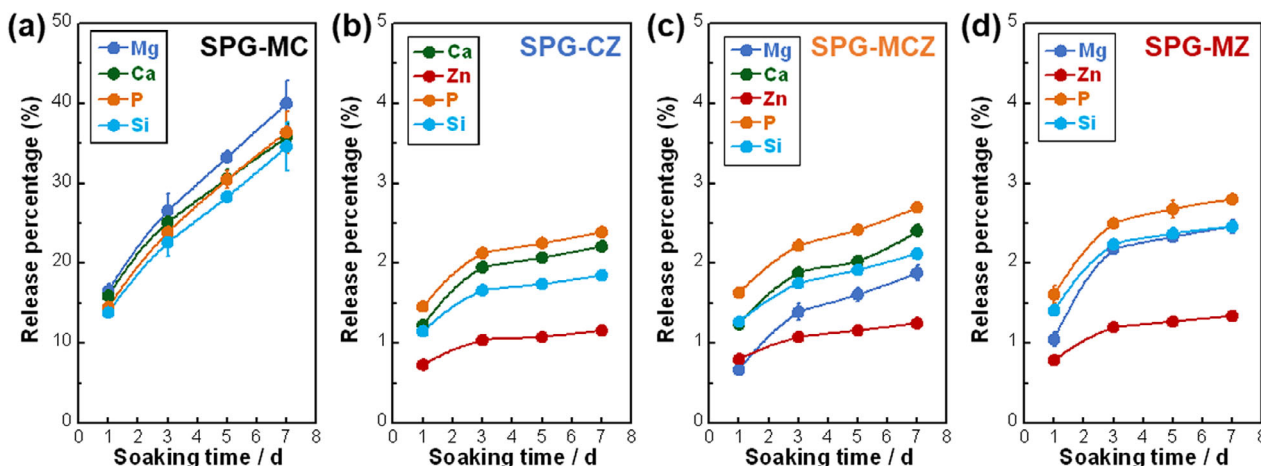 (a)
SPG-MC
Mg
Ca
P
Si
Release percentage (%)
50
40
30
20
10
0
0 1 2 3 4 5 6 7 8
Soaking time / d
(b)
SPG-CZ
Ca
Zn
P
Si
Release percentage (%)
5
4
3
2
1
0
0 1 2 3 4 5 6 7 8
Soaking time / d
(c)
SPG-MCZ
Mg
Ca
Zn
P
Si
Release percentage (%)
5
4
3
2
1
0
0 1 2 3 4 5 6 7 8
Soaking time / d
(d)
SPG-MZ
Mg
Zn
P
Si
Release percentage (%)
5
4
3
2
1
0
0 1 2 3 4 5 6 7 8
Soaking time / d